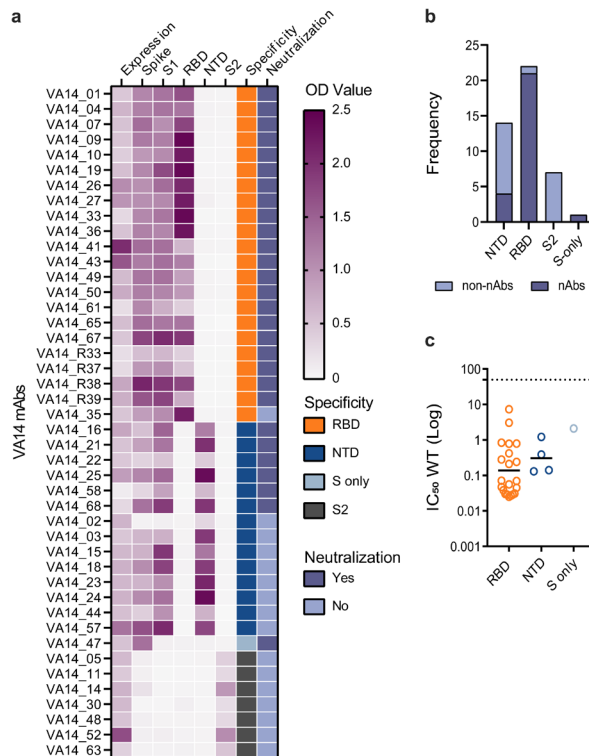 a
Expression
Spike
S1
RBD
NTD
S2
Specificity
Neutralization
VA14 mAbs
VA14_01
VA14_04
VA14_07
VA14_09
VA14_10
VA14_19
VA14_26
VA14_27
VA14_33
VA14_36
VA14_41
VA14_43
VA14_49
VA14_50
VA14_61
VA14_65
VA14_67
VA14_R33
VA14_R37
VA14_R38
VA14_R39
VA14_35
VA14_16
VA14_21
VA14_22
VA14_25
VA14_58
VA14_68
VA14_02
VA14_03
VA14_15
VA14_18
VA14_23
VA14_24
VA14_44
VA14_57
VA14_47
VA14_05
VA14_11
VA14_14
VA14_30
VA14_48
VA14_52
VA14_63
OD Value
2.5
2.0
1.5
1.0
0.5
0
Specificity
RBD
NTD
S only
S2
Neutralization
Yes
No
b
Frequency
25
20
15
10
5
0
NTD
RBD
S2
S-only
non-nAbs
nAbs
c
IC₅₀ WT (Log)
100
10
1
0.1
0.01
0.001
RBD
NTD
S only